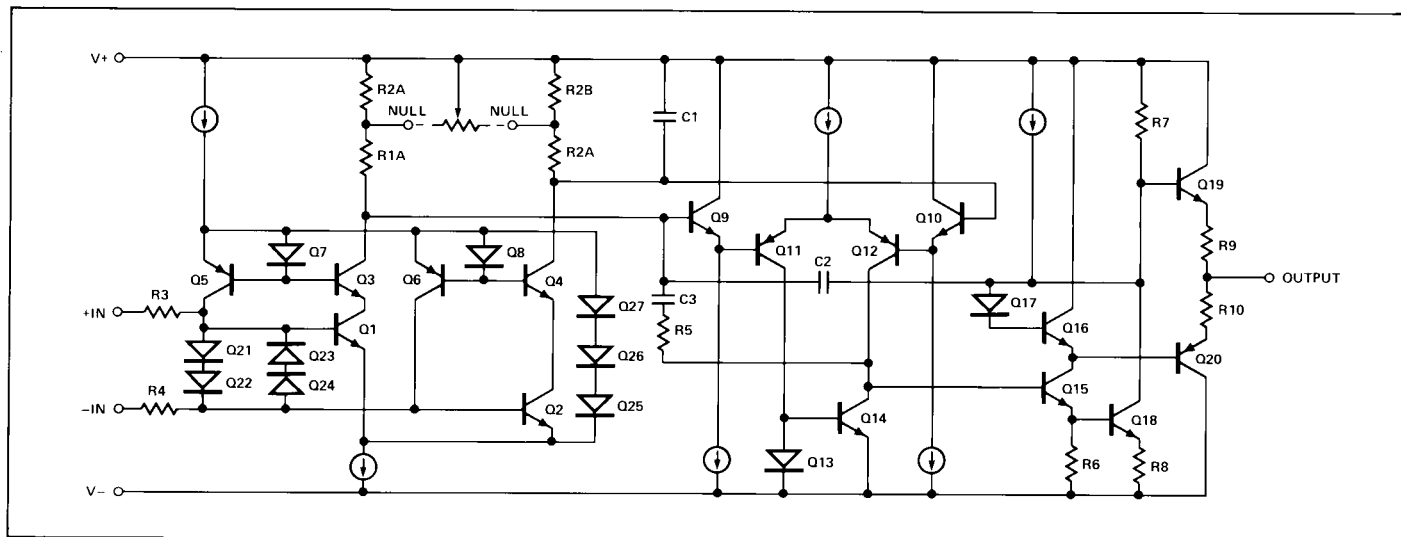 V+
R2A
NULL
NULL
R2B
C1
R1A
R2A
R7
Q19
Q9
Q10
Q11
Q12
Q7
Q8
Q5
Q3
Q6
Q4
C2
R9
OUTPUT
R3
+IN
Q27
C3
R5
Q17
Q16
R10
Q1
Q21
Q23
Q26
Q20
Q22
Q24
R4
-IN
Q25
Q15
Q2
Q14
Q18
Q13
R6
R8
V-